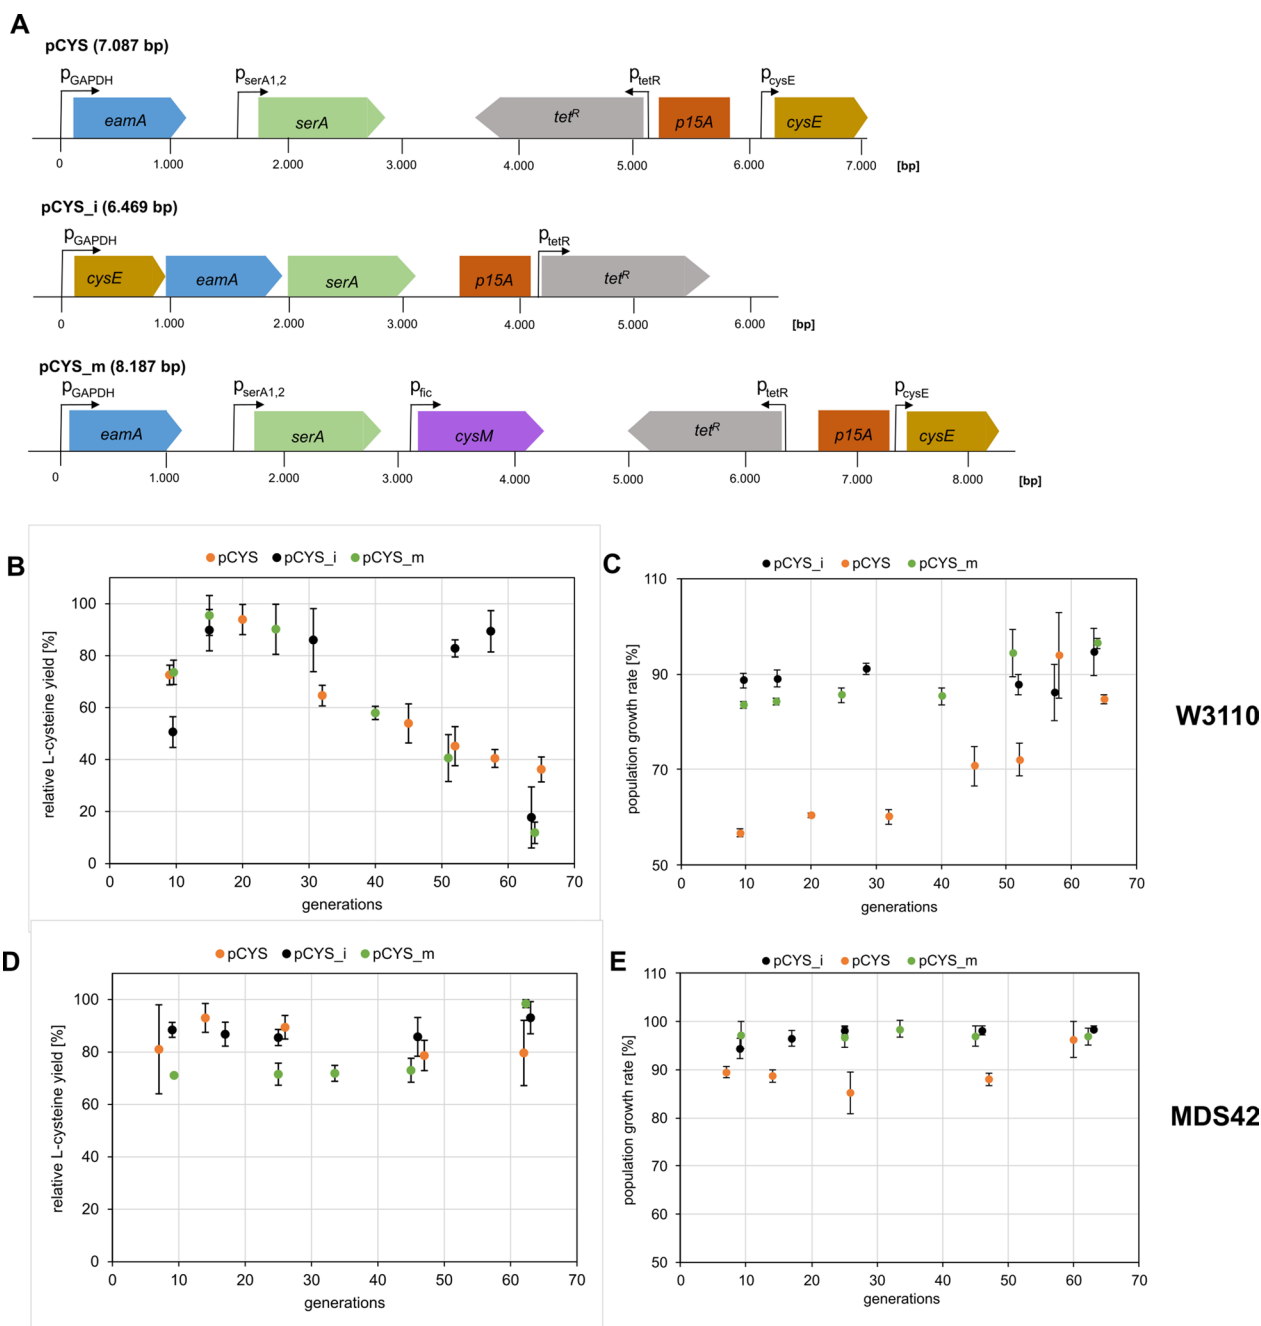 A
pCYS (7.087 bp)
pGAPDH pserA1,2 ptetR pcysE
eamA serA tetR p15A cysE
0 1.000 2.000 3.000 4.000 5.000 6.000 7.000 [bp]
pCYS_i (6.469 bp)
pGAPDH ptetR
cysE eamA serA p15A tetR
0 1.000 2.000 3.000 4.000 5.000 6.000 [bp]
pCYS_m (8.187 bp)
pGAPDH pserA1,2 pfic ptetR pcysE
eamA serA cysM tetR p15A cysE
0 1.000 2.000 3.000 4.000 5.000 6.000 7.000 8.000 [bp]
B
pCYS pCYS_i pCYS_m
relative L-cysteine yield [%]
100
80
60
40
20
0
0 10 20 30 40 50 60 70
generations
C
pCYS_i pCYS pCYS_m
population growth rate [%]
110
90
70
50
0 10 20 30 40 50 60 70
generations
W3110
D
pCYS pCYS_i pCYS_m
relative L-cysteine yield [%]
100
80
60
40
20
0
0 10 20 30 40 50 60 70
generations
E
pCYS_i pCYS pCYS_m
population growth rate [%]
110
100
90
80
70
60
50
0 10 20 30 40 50 60 70
generations
MDS42